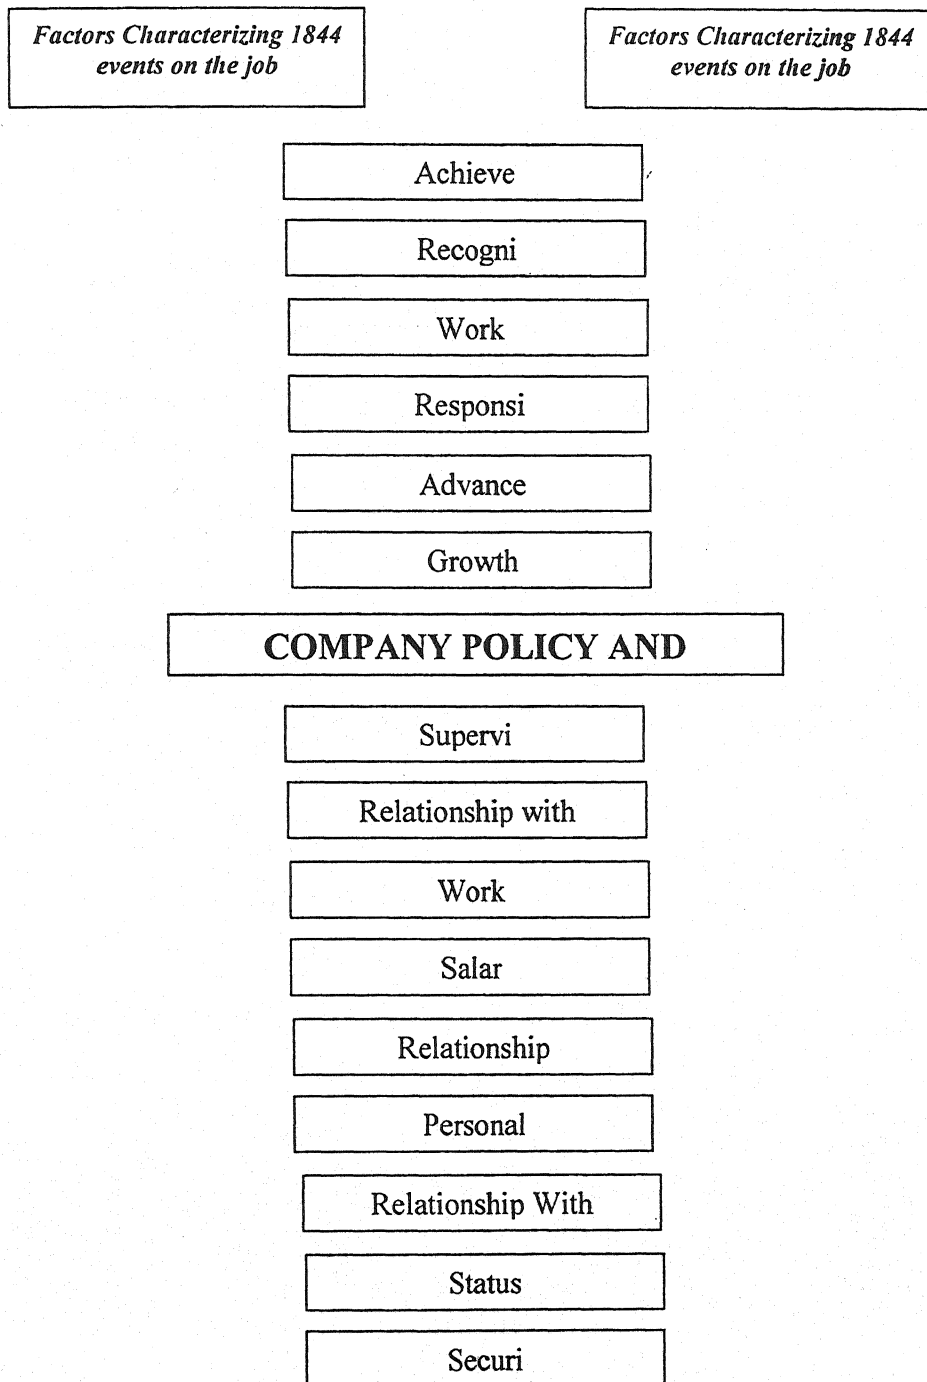 Factors Characterizing 1844
events on the job
Factors Characterizing 1844
events on the job
Achieve
Recogni
Work
Responsi
Advance
Growth
COMPANY POLICY AND
Supervi
Relationship with
Work
Salar
Relationship
Personal
Relationship With
Status
Securi